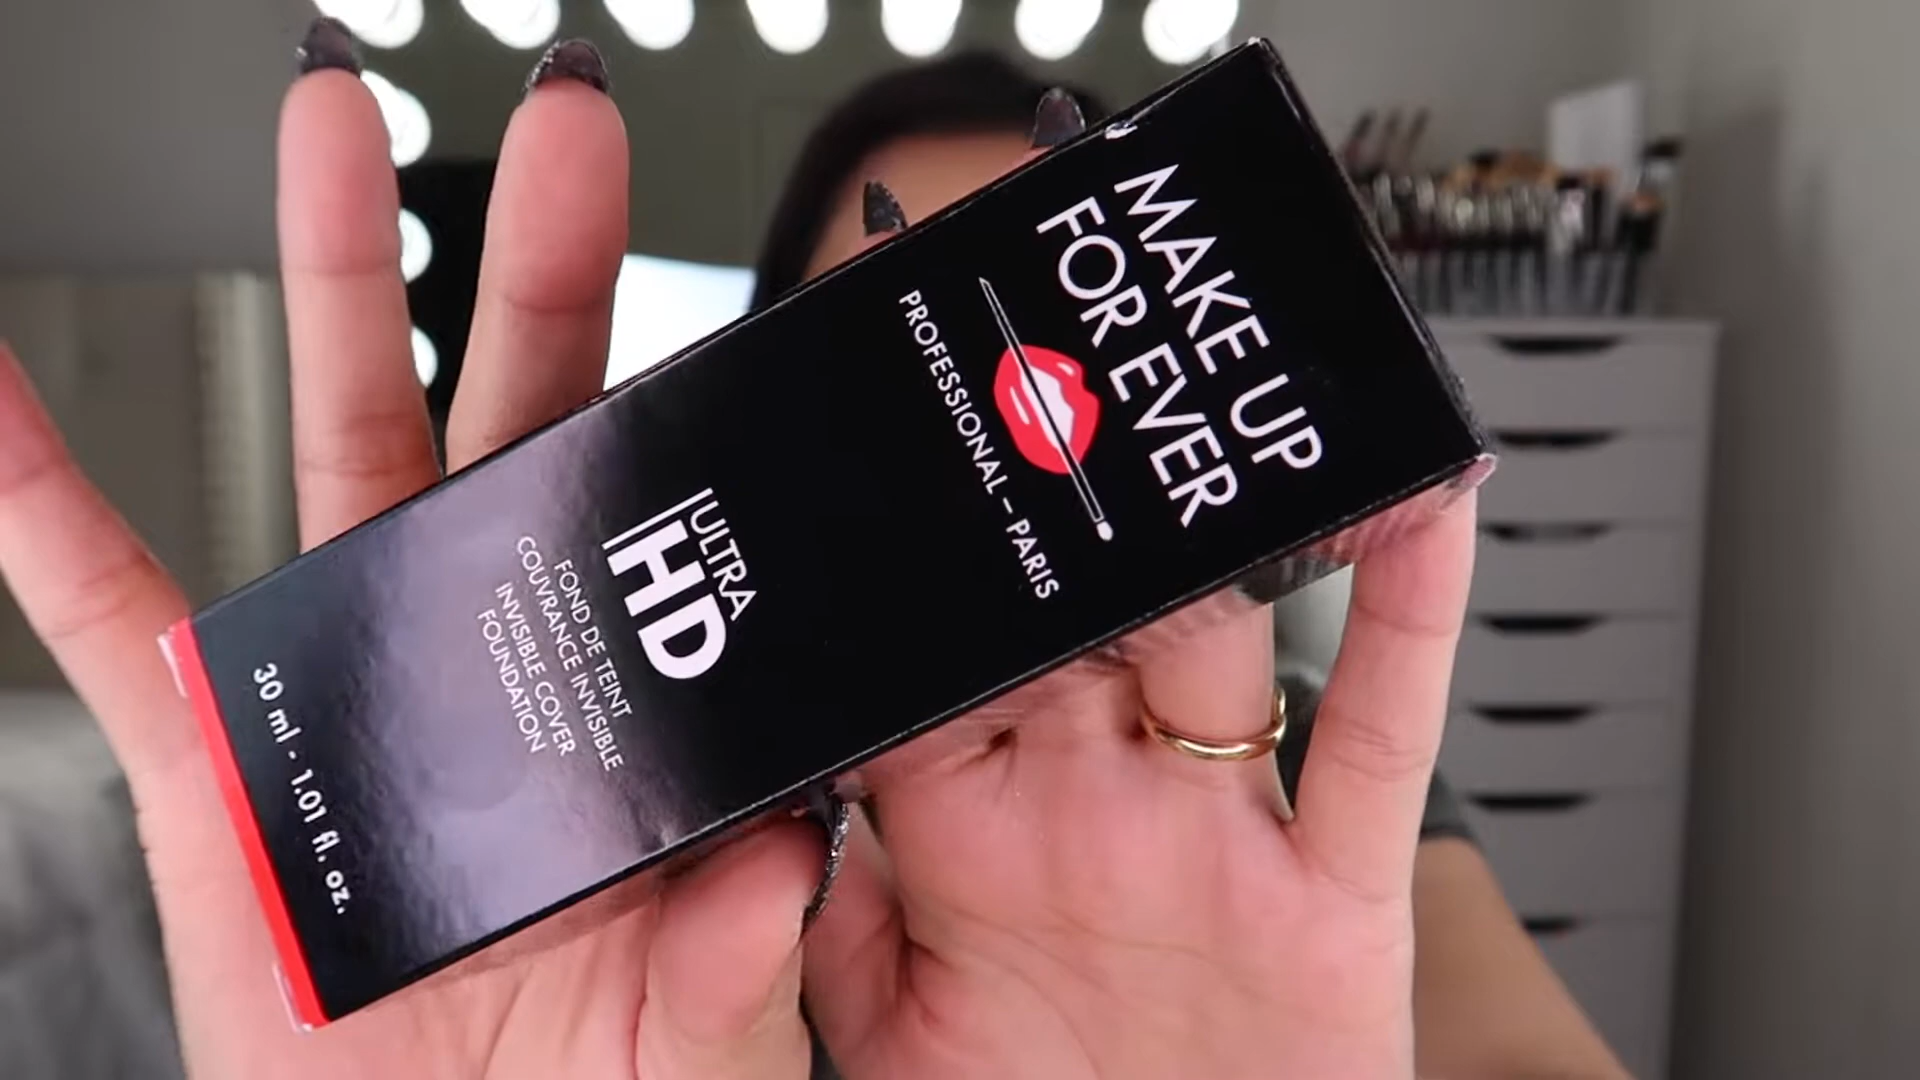 MAKE UP
FOR EVER
PROFESSIONAL – PARIS
ULTRA
HD
FOND DE TEINT
COUVRANCE INVISIBLE
INVISIBLE COVER
FOUNDATION
30 ml - 1.01 fl. oz.